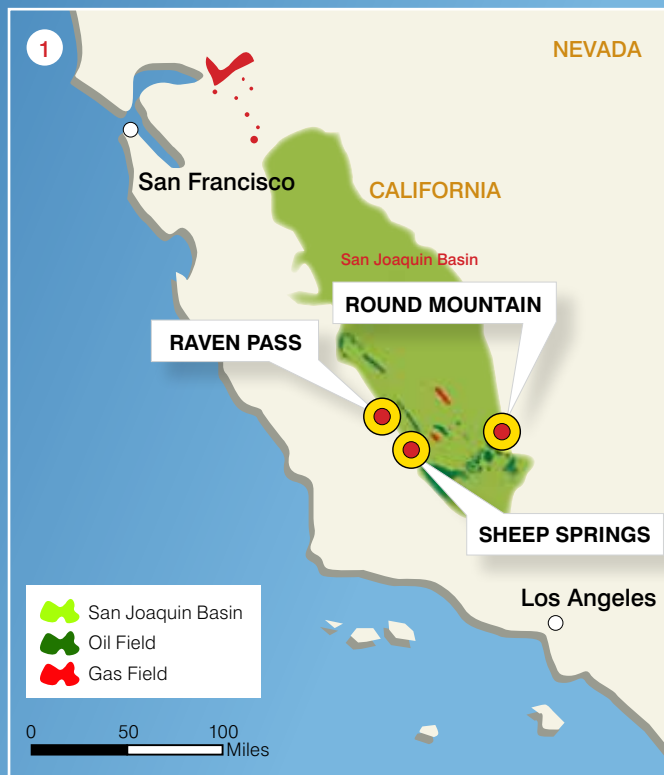 1
NEVADA
San Francisco
CALIFORNIA
San Joaquin Basin
ROUND MOUNTAIN
RAVEN PASS
SHEEP SPRINGS
Los Angeles
San Joaquin Basin
Oil Field
Gas Field
0 50 100
Miles